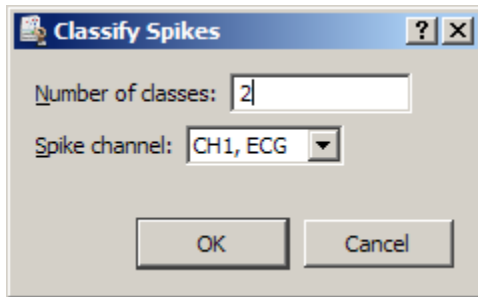 Classify Spikes
Number of classes: 2
Spike channel: CH1, ECG
OK Cancel